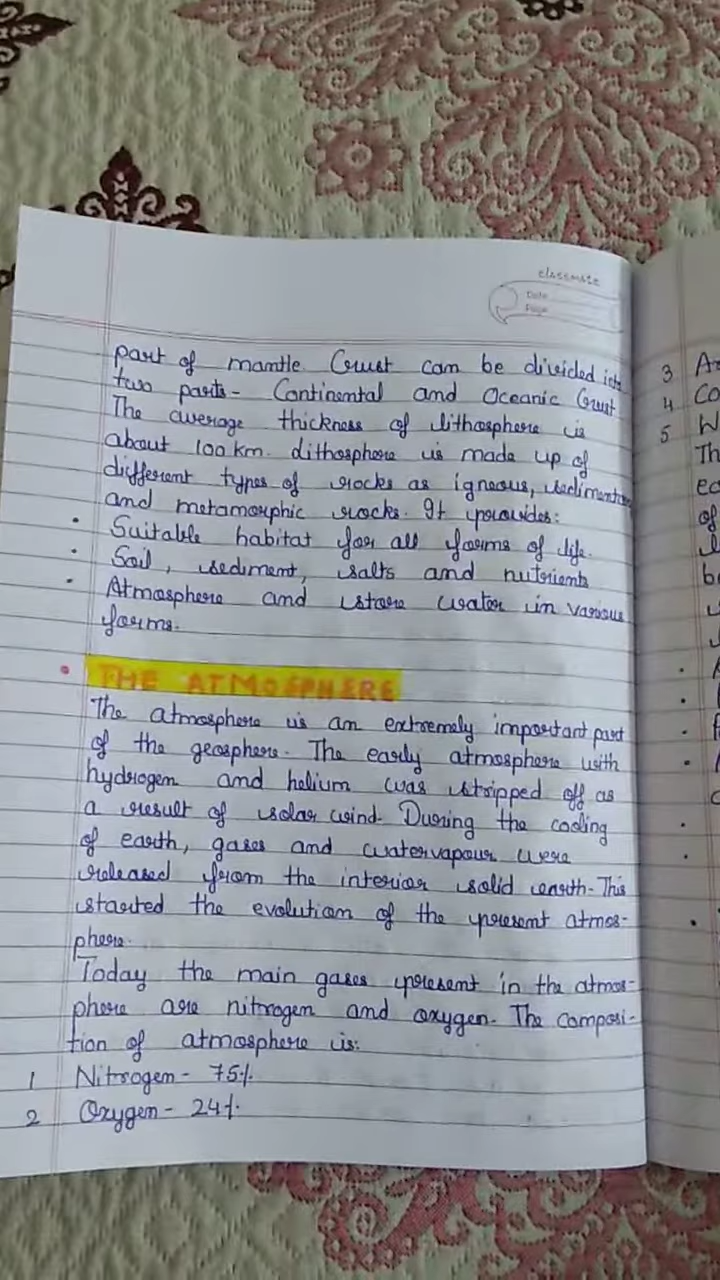 classmate
Date
Page
part of mantle. Crust can be divided into
two parts - Continental and Oceanic Crust.
The average thickness of lithosphere is
about 100 km. lithosphere is made up of
different types of rocks as igneous, sedimentary
and metamorphic rocks. It provides:
• Suitable habitat for all forms of life.
• Soil, sediment, salts and nutrients
• Atmosphere and store water in various
forms.
• THE ATMOSPHERE
The atmosphere is an extremely important part
of the geosphere. The early atmosphere with
hydrogen and helium was stripped off as
a result of solar wind. During the cooling
of earth, gases and watervapour were
released from the interior solid earth. This
started the evolution of the present atmos-
phere.
Today the main gases present in the atmos-
phere are nitrogen and oxygen. The composi-
tion of atmosphere is:
1 Nitrogen - 75%.
2 Oxygen - 24%.
3
4 Co
5 W
Th
of